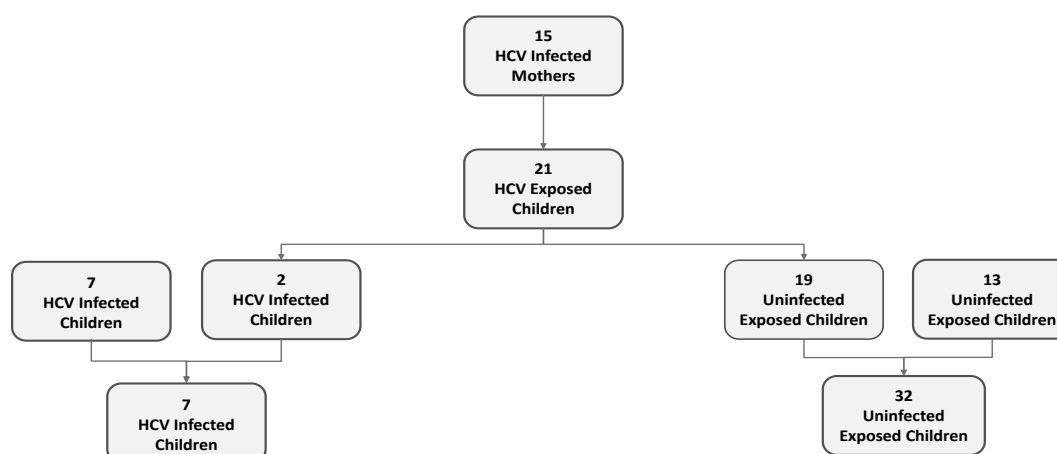 15
HCV Infected
Mothers
21
HCV Exposed
Children
7
HCV Infected
Children
2
HCV Infected
Children
19
Uninfected
Exposed Children
13
Uninfected
Exposed Children
7
HCV Infected
Children
32
Uninfected
Exposed Children